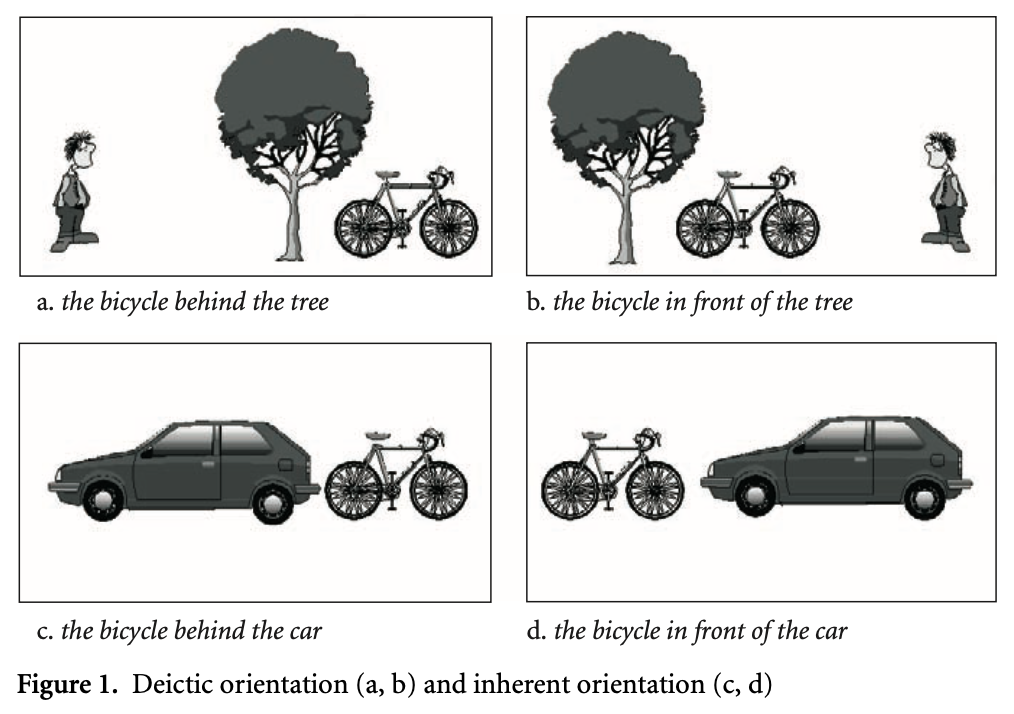 a. the bicycle behind the tree
b. the bicycle in front of the tree
c. the bicycle behind the car
d. the bicycle in front of the car
Figure 1. Deictic orientation (a, b) and inherent orientation (c, d)